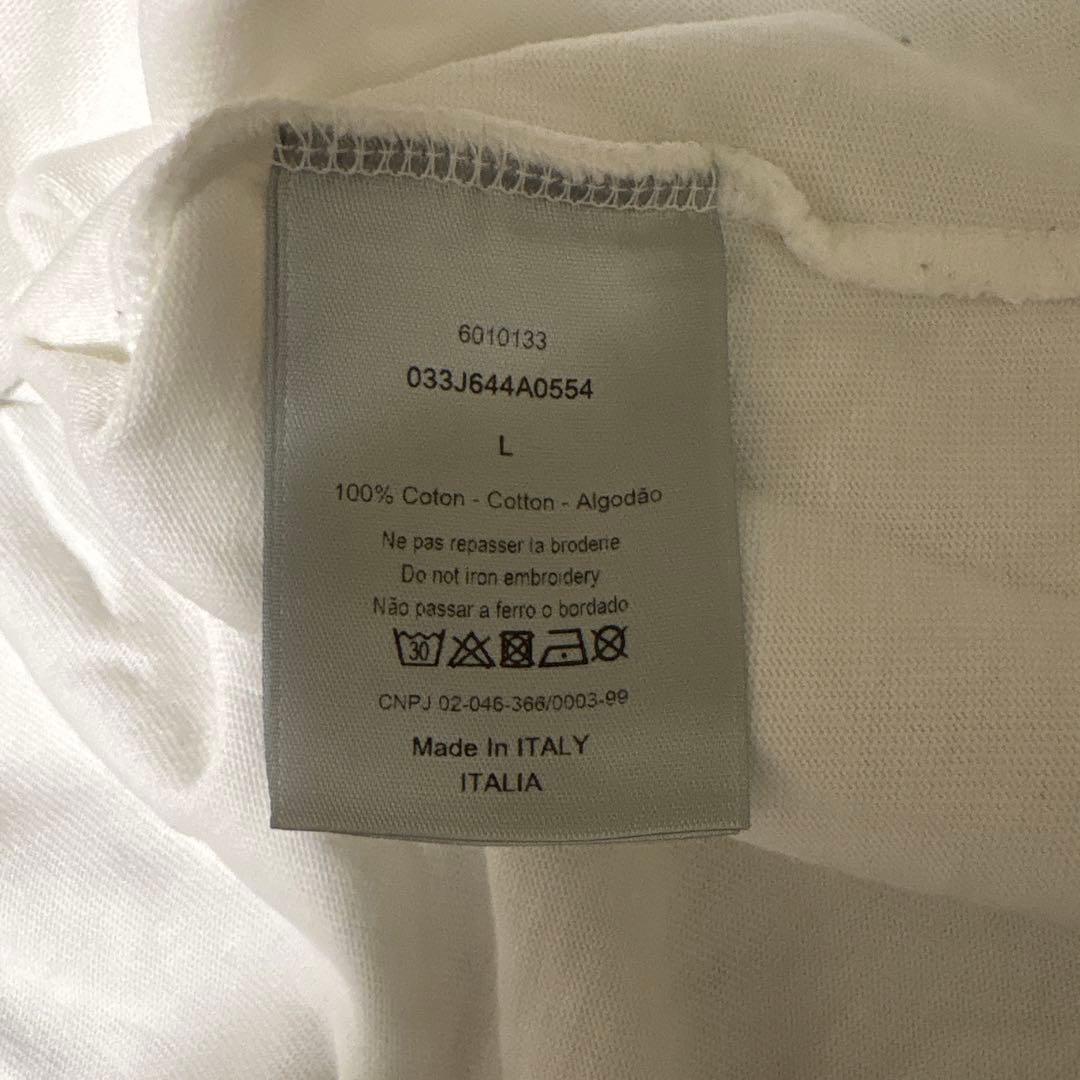 6010133
033J644A0554
L
100% Coton - Cotton - Algodão
Ne pas repasser la broderie
Do not iron embroidery
Não passar a ferro o bordado
30
CNPJ 02-046-366/0003-99
Made In ITALY
ITALIA